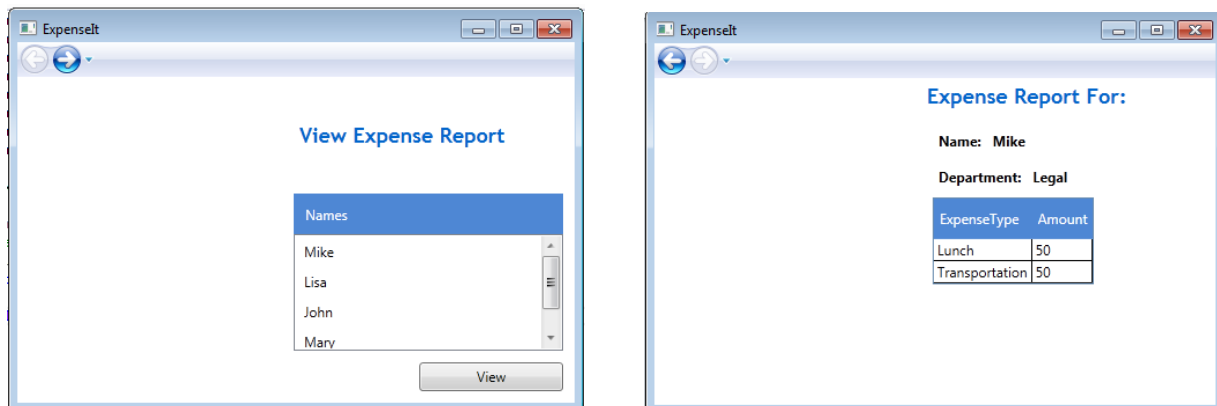 ExpenseIt
View Expense Report
Names
Mike
Lisa
John
Mary
View
ExpenseIt
Expense Report For:
Name: Mike
Department: Legal
ExpenseType Amount
Lunch 50
Transportation 50